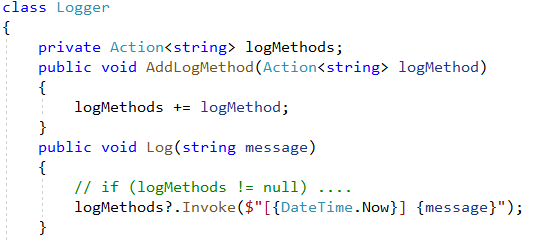 class Logger
{
    private Action<string> logMethods;
    public void AddLogMethod(Action<string> logMethod)
    {
        logMethods += logMethod;
    }
    public void Log(string message)
    {
        // if (logMethods != null) ....
        logMethods?.Invoke($"[{DateTime.Now}] {message}");
    }